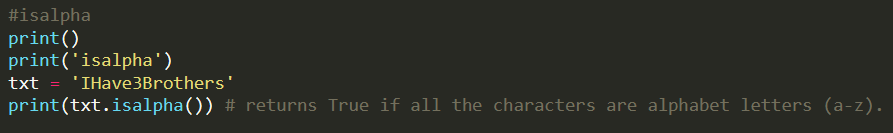 #isalpha
print()
print('isalpha')
txt = 'IHave3Brothers'
print(txt.isalpha()) # returns True if all the characters are alphabet letters (a-z).